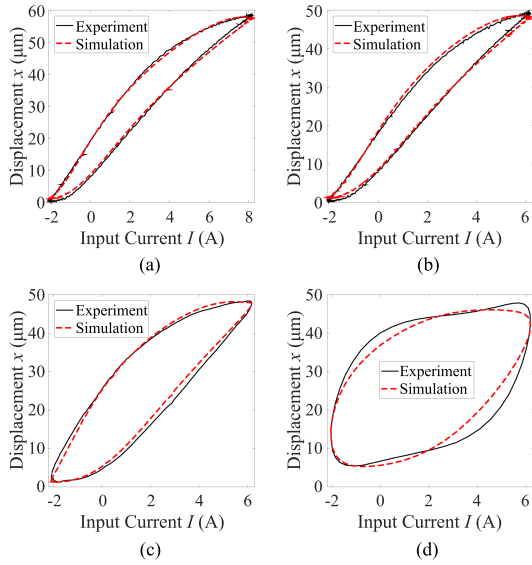 60
50
40
30
20
10
0
Displacement x (μm)
Experiment
Simulation
-2 0 2 4 6 8
Input Current I (A)
(a)
50
40
30
20
10
0
Displacement x (μm)
Experiment
Simulation
-2 0 2 4 6
Input Current I (A)
(b)
50
40
30
20
10
0
Displacement x (μm)
Experiment
Simulation
-2 0 2 4 6
Input Current I (A)
(c)
50
40
30
20
10
0
Displacement x (μm)
Experiment
Simulation
-2 0 2 4 6
Input Current I (A)
(d)